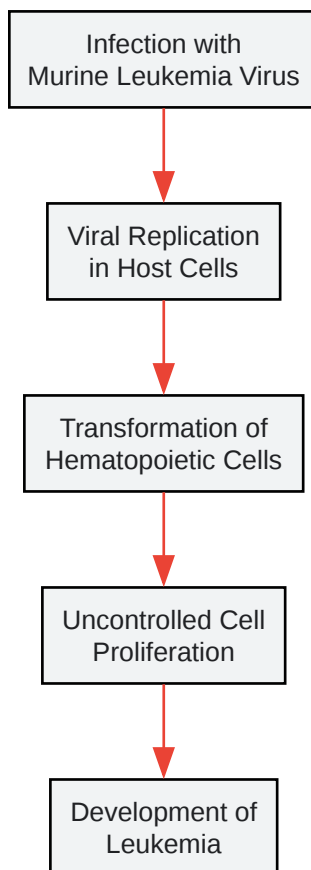 Infection with
Murine Leukemia Virus
Viral Replication
in Host Cells
Transformation of
Hematopoietic Cells
Uncontrolled Cell
Proliferation
Development of
Leukemia